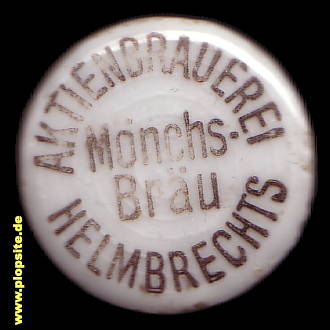 AKTIENBRAUEREI
Mönchs-
Bräu
HELMBRECHTS
www.plopsite.de